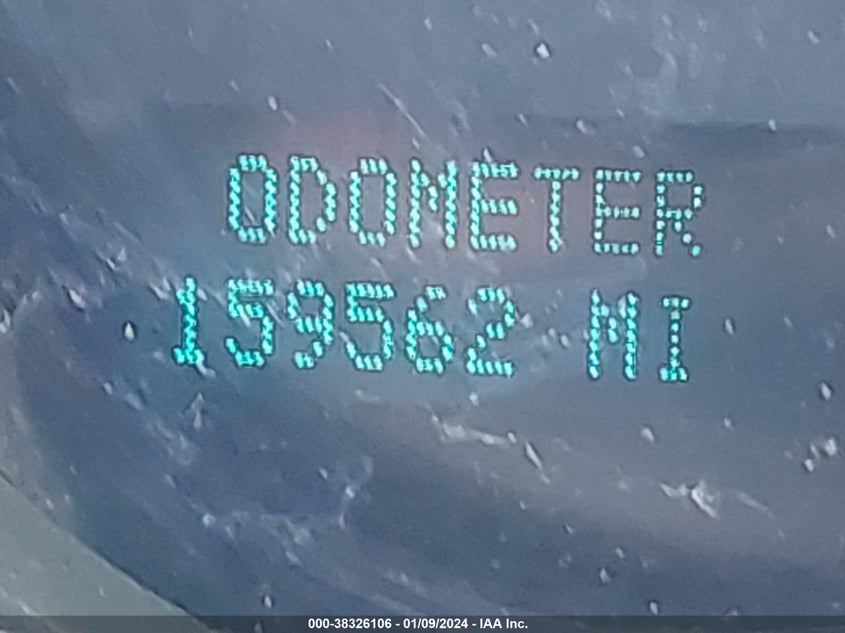 ODOMETER
159562 MI
000-38326106 - 01/09/2024 - IAA Inc.